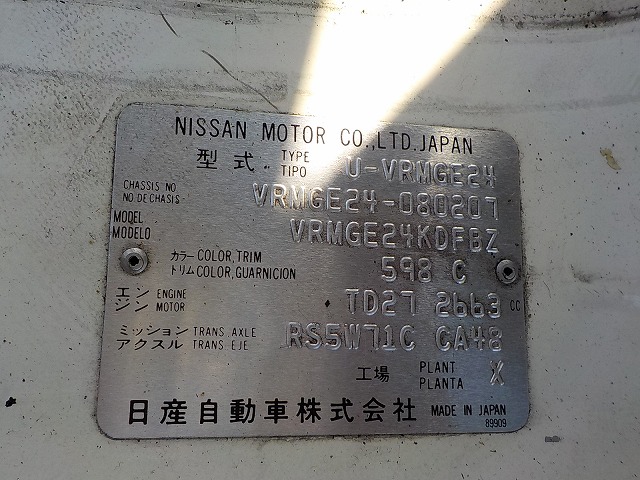 NISSAN MOTOR CO.,LTD.JAPAN
型式 TYPE TIPO U-VRMGE24
CHASSIS NO NO DE CHASIS VRMGE24-080207
MODEL MODELO VRMGE24KDFBZ
カラー COLOR,TRIM トリム COLOR,GUARNICION 598 C
エンジン ENGINE MOTOR TD27 2663 cc
ミッション TRANS. AXLE アクスル TRANS EJE RS5W71C CA48
工場 PLANT PLANTA X
日産自動車株式会社 MADE IN JAPAN
89909